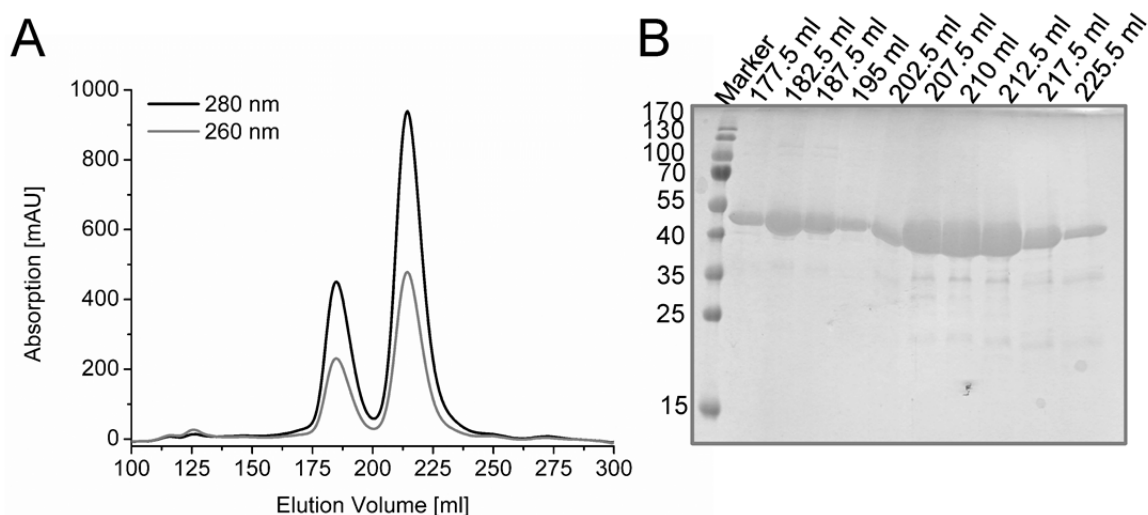 A
1000
800
600
400
200
0
Absorption [mAU]
280 nm
260 nm
100 125 150 175 200 225 250 275 300
Elution Volume [ml]
B
Marker
177.5 ml
182.5 ml
187.5 ml
195 ml
202.5 ml
207.5 ml
210 ml
212.5 ml
217.5 ml
225.5 ml
170
130
100
70
55
40
35
25
15